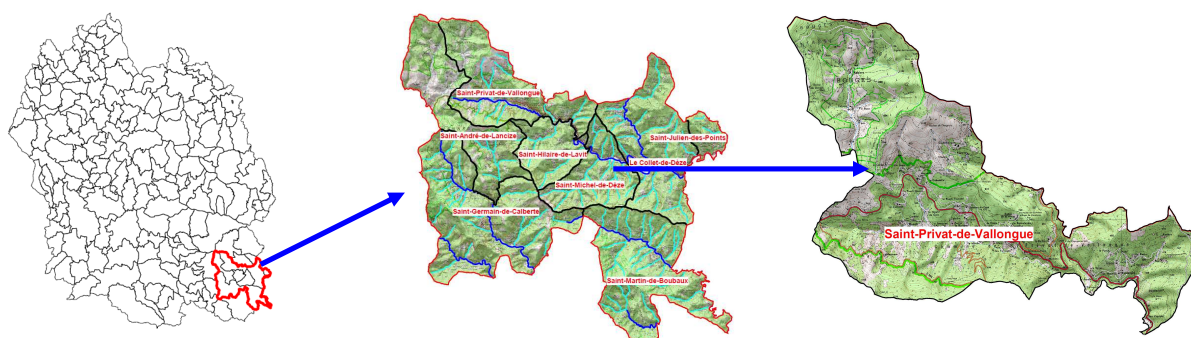 Saint-Privat-de-Vallongue
Saint-André-de-Lancize
Saint-Julien-des-Points
Saint-Hilaire-de-Lavit
Le Collet-de-Dèze
Saint-Michel-de-Dèze
Saint-Germain-de-Calberte
Saint-Martin-de-Boubaux
Saint-Privat-de-Vallongue